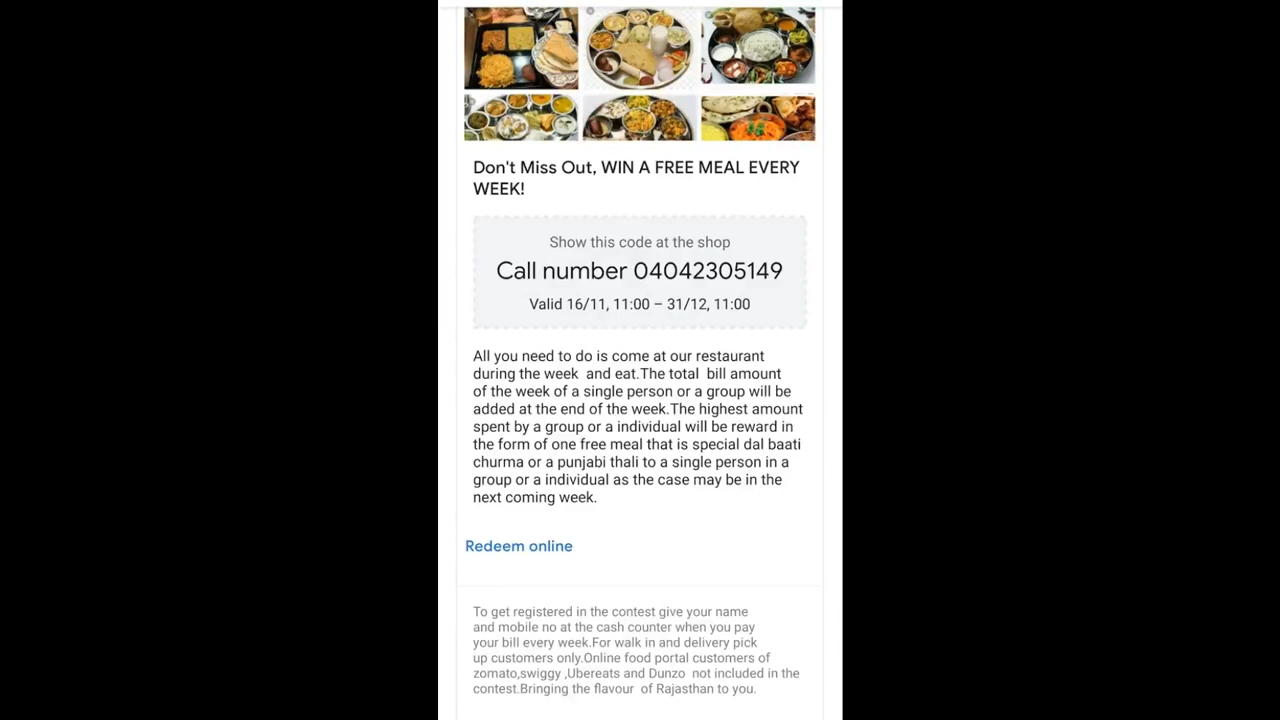 Don't Miss Out, WIN A FREE MEAL EVERY
WEEK!
Show this code at the shop
Call number 04042305149
Valid 16/11, 11:00 – 31/12, 11:00
All you need to do is come at our restaurant
during the week  and eat.The total  bill amount
of the week of a single person or a group will be
added at the end of the week.The highest amount
spent by a group or a individual will be reward in
the form of one free meal that is special dal baati
churma or a punjabi thali to a single person in a
group or a individual as the case may be in the
next coming week.
Redeem online
To get registered in the contest give your name
and mobile no at the cash counter when you pay
your bill every week.For walk in and delivery pick
up customers only.Online food portal customers of
zomato,swiggy ,Ubereats and Dunzo  not included in the
contest.Bringing the flavour  of Rajasthan to you.